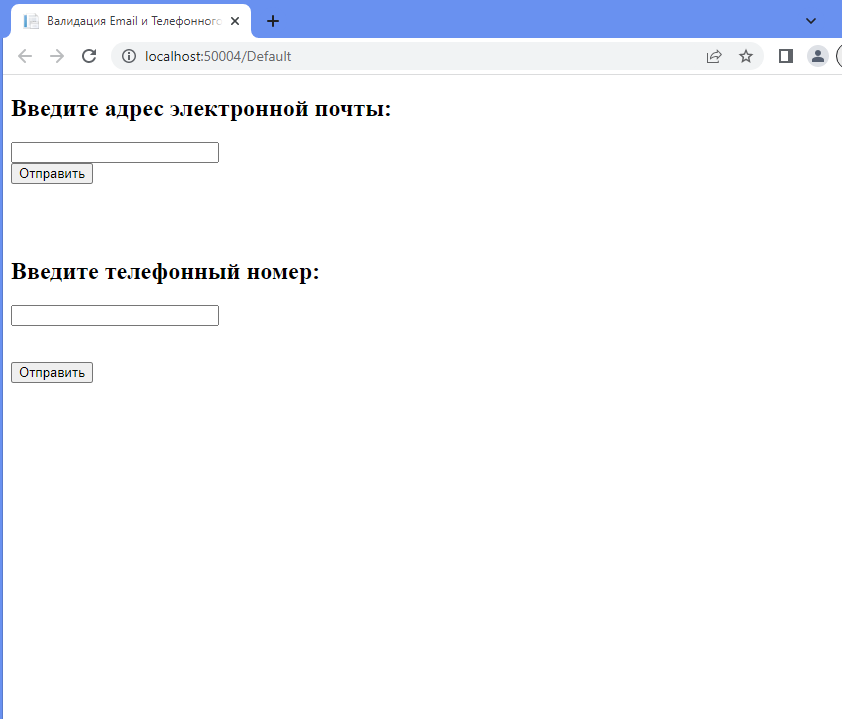 Валидация Email и Телефонного
localhost:50004/Default
Введите адрес электронной почты:
Отправить
Введите телефонный номер:
Отправить